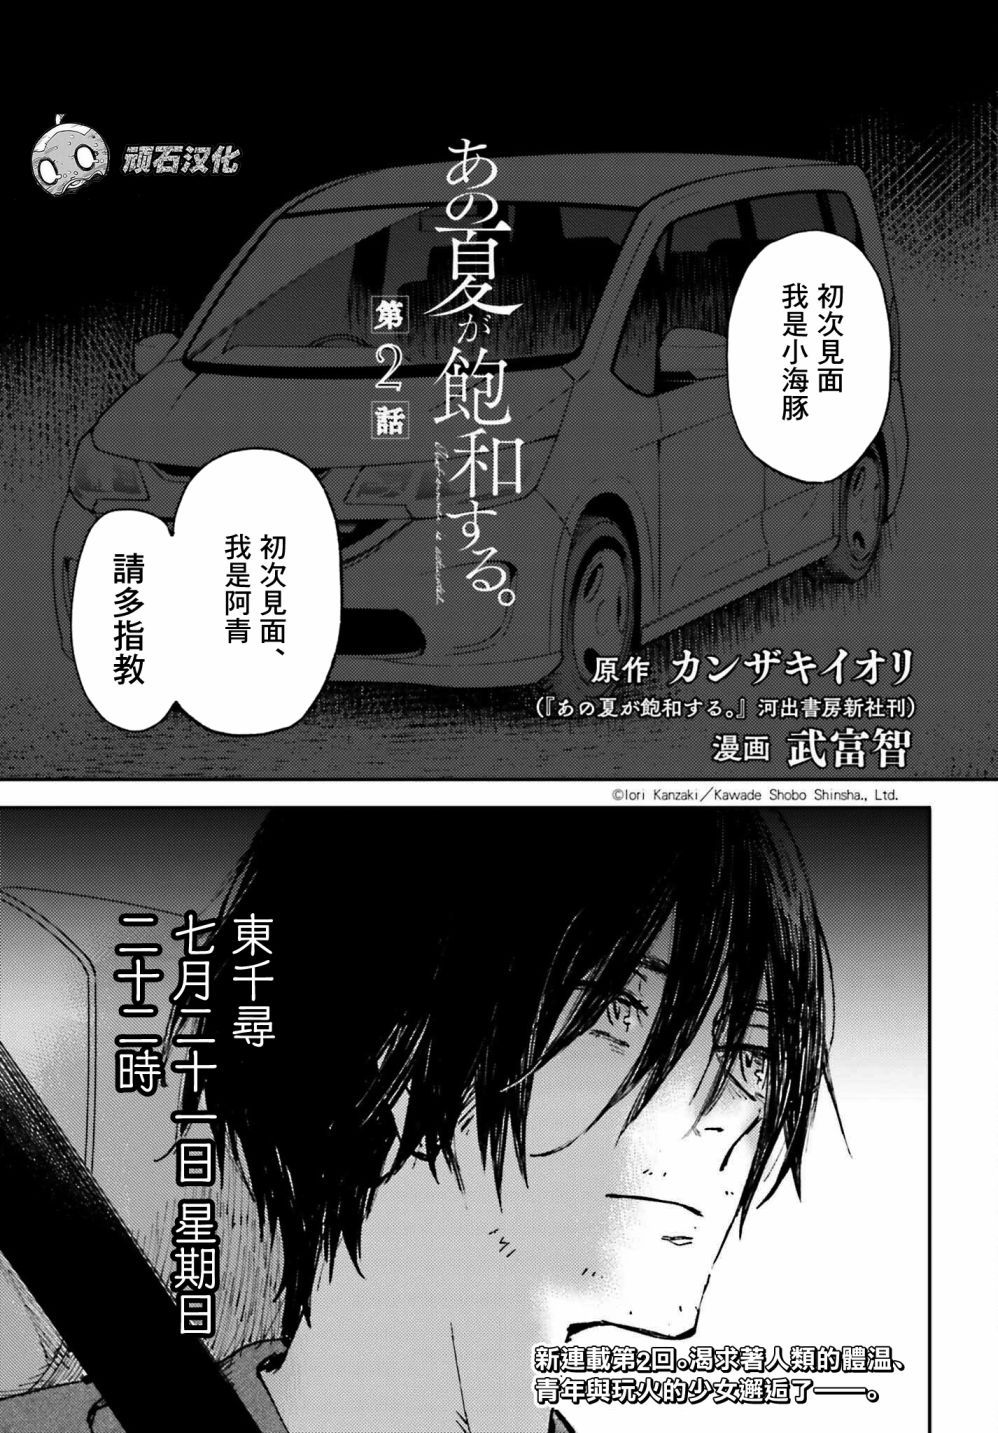 頑石汉化
初次見面
我是小海豚
あの夏が飽和する。
第2話
初次見面、
我是阿青
請多指教
原作 カンザキイオリ
(『あの夏が飽和する。』河出書房新社刊)
漫画 武富智
©Iori Kanzaki／Kawade Shobo Shinsha., Ltd.
東千尋
七月二十一日 星期日
二十二時
新連載第2回。渴求著人類的體温、
青年與玩火的少女邂逅了——。